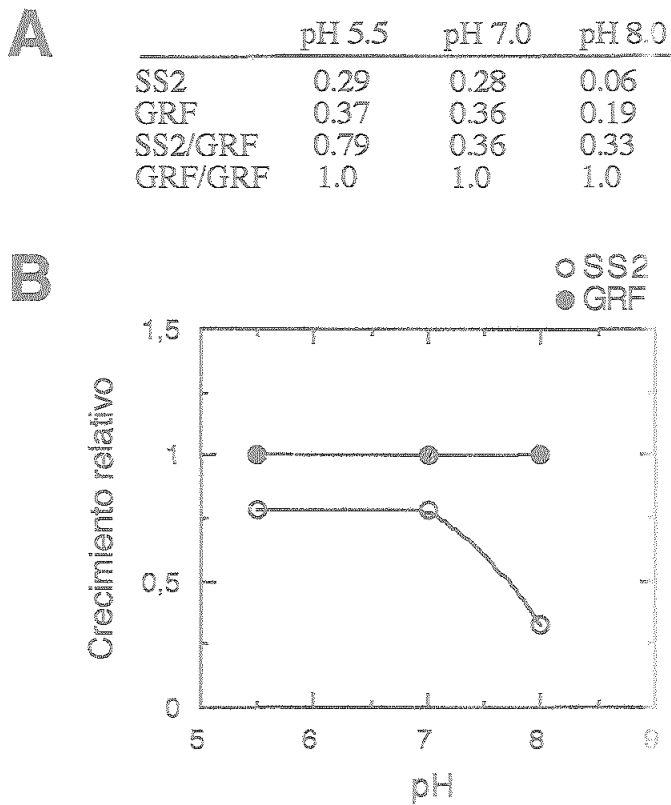 A
pH 5.5 pH 7.0 pH 8.0
SS2 0.29 0.28 0.06
GRF 0.37 0.36 0.19
SS2/GRF 0.79 0.36 0.33
GRF/GRF 1.0 1.0 1.0
B
SS2
GRF
1,5
1
0,5
0
Crecimiento relativo
5 6 7 8 9
pH